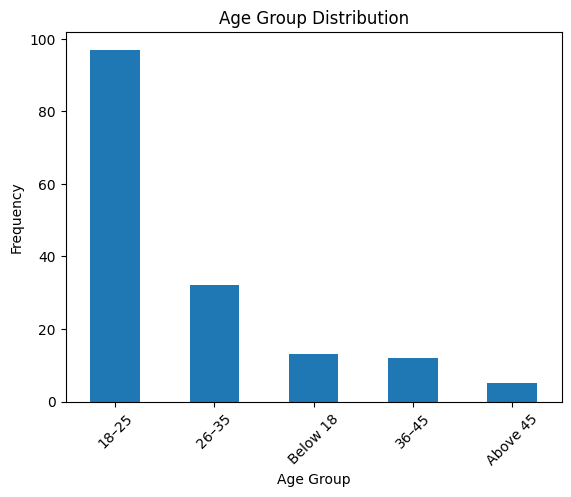 Age Group Distribution
Frequency
100
80
60
40
20
0
18–25
26–35
Below 18
36–45
Above 45
Age Group